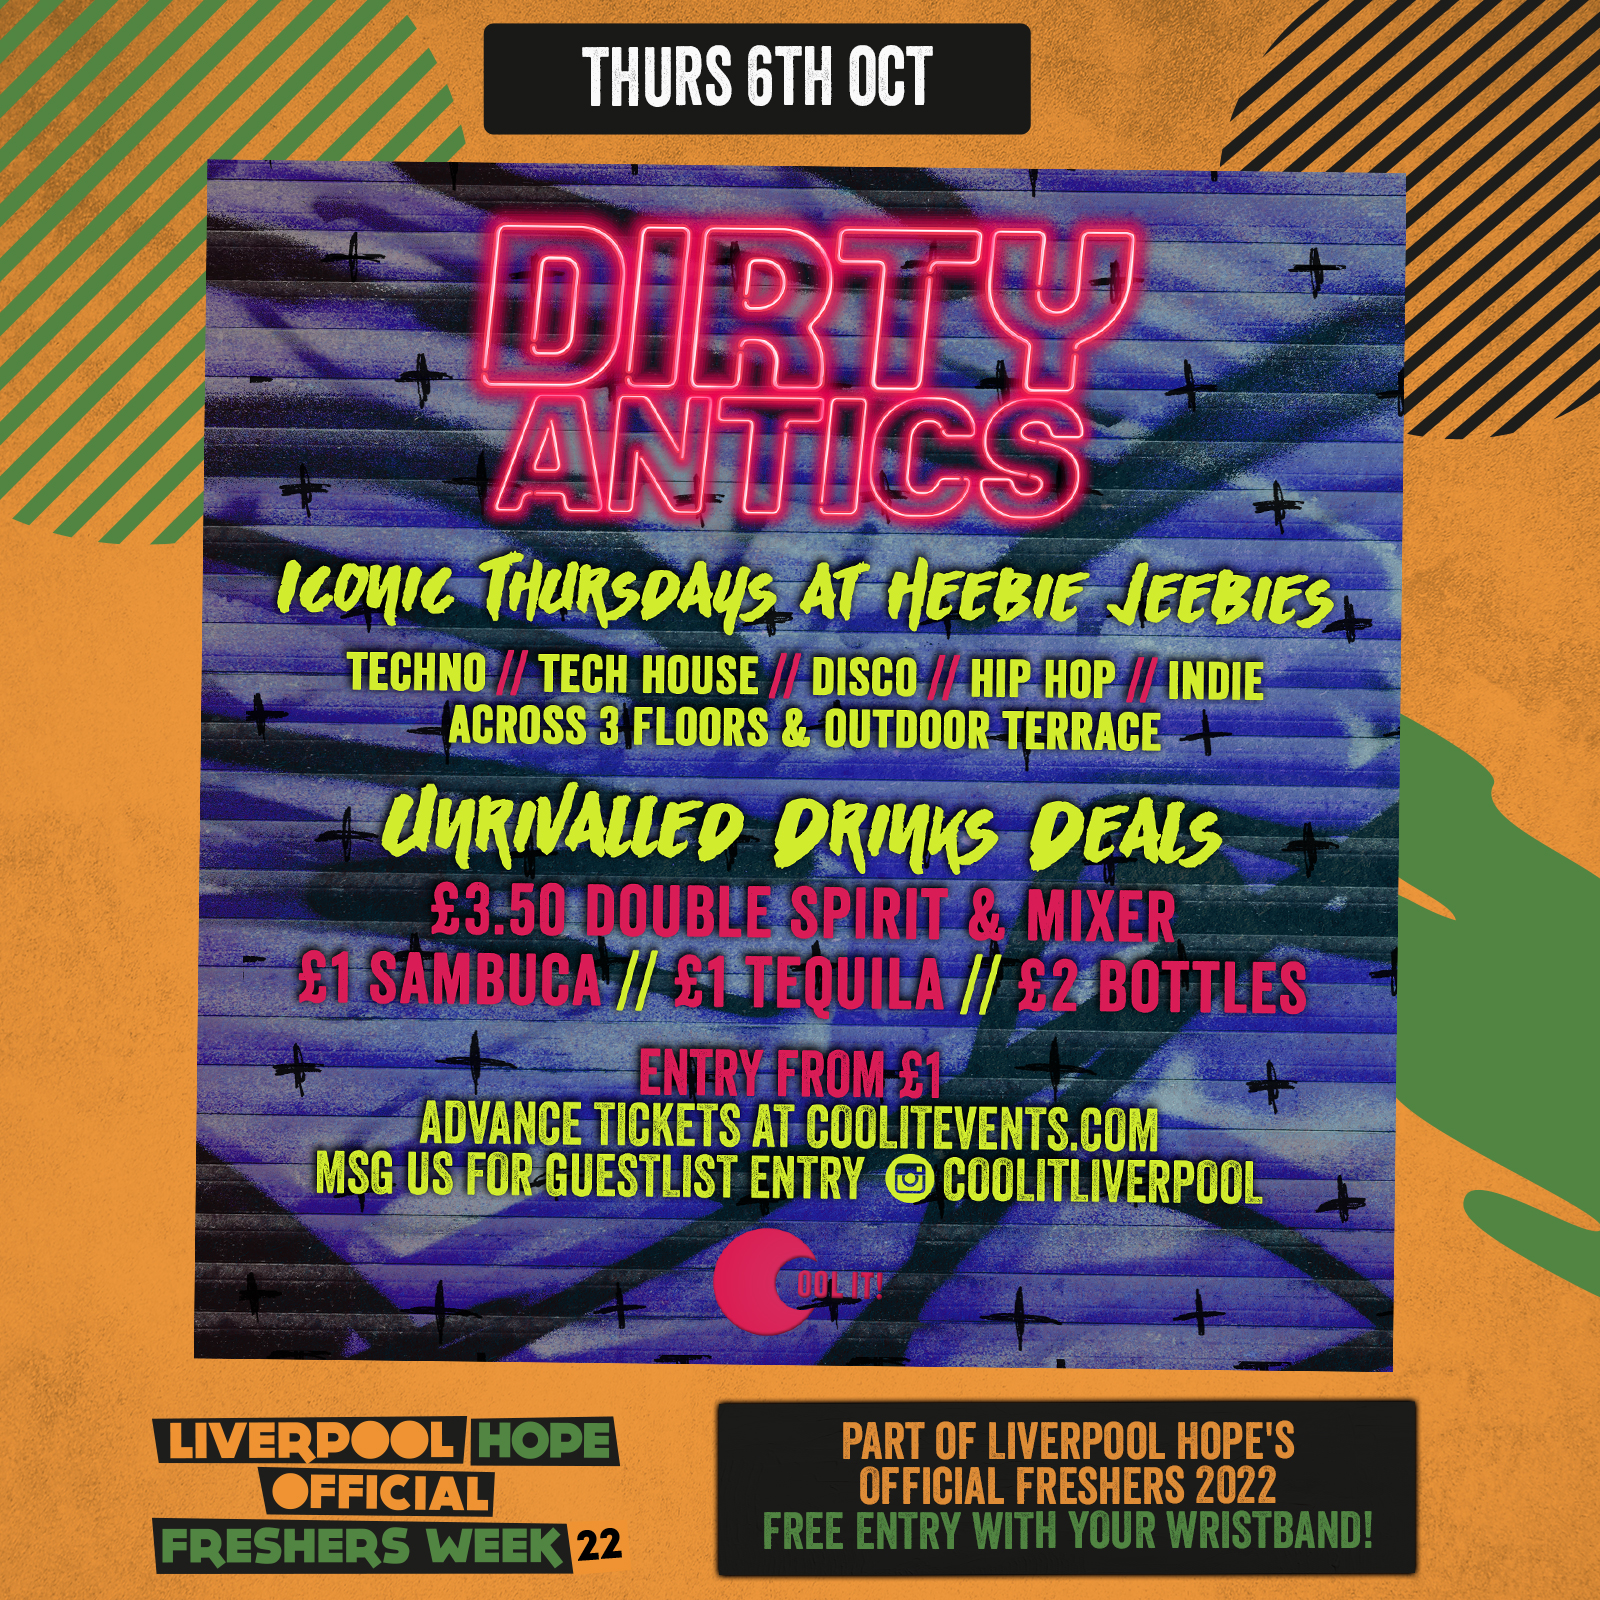 THURS 6TH OCT
DIRTY
ANTICS
ICONIC THURSDAYS AT HEEBIE JEEBIES
TECHNO // TECH HOUSE // DISCO // HIP HOP // INDIE
ACROSS 3 FLOORS & OUTDOOR TERRACE
UNRIVALLED DRINKS DEALS
£3.50 DOUBLE SPIRIT & MIXER
£1 SAMBUCA // £1 TEQUILA // £2 BOTTLES
ENTRY FROM £1
ADVANCE TICKETS AT COOLITEVENTS.COM
MSG US FOR GUESTLIST ENTRY COOLITLIVERPOOL
COOL IT!
LIVERPOOL HOPE
OFFICIAL
FRESHERS WEEK 22
PART OF LIVERPOOL HOPE'S
OFFICIAL FRESHERS 2022
FREE ENTRY WITH YOUR WRISTBAND!